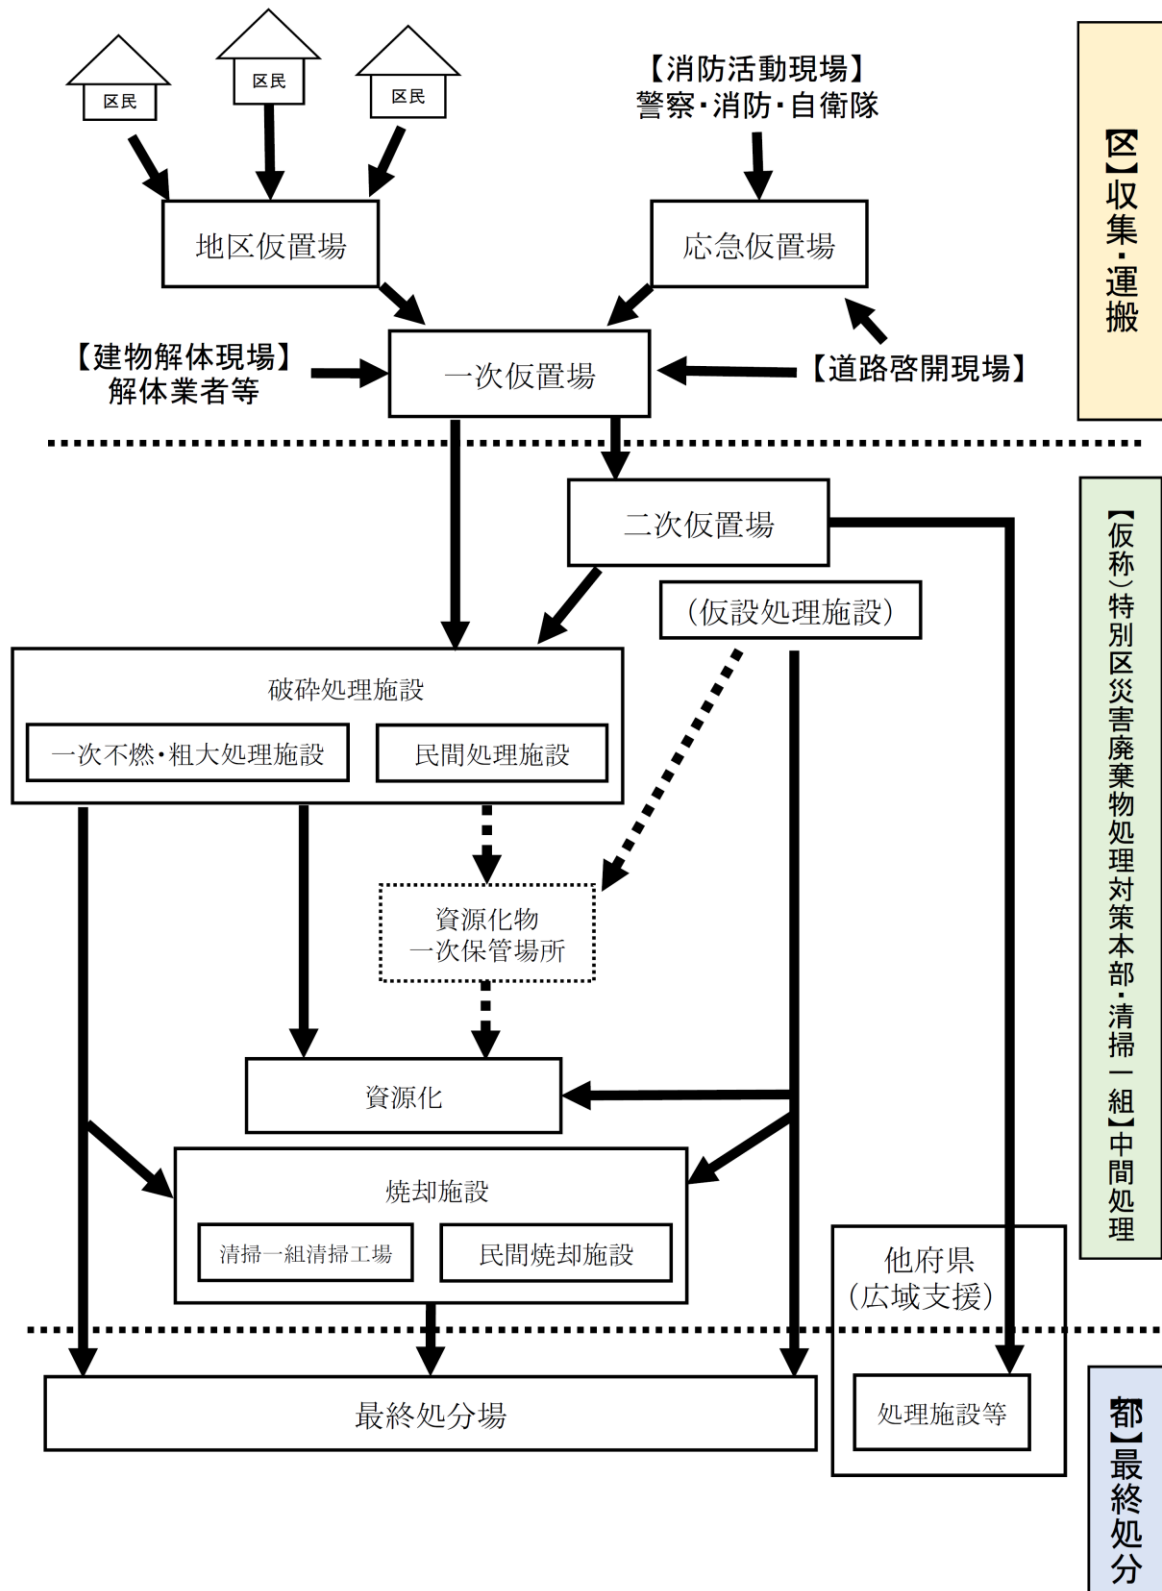 区民
区民
区民
【消防活動現場】
警察・消防・自衛隊
地区仮置場
応急仮置場
【建物解体現場】
解体業者等
一次仮置場
【道路啓開現場】
【区】収集・運搬
二次仮置場
（仮設処理施設）
破砕処理施設
一次不燃・粗大処理施設
民間処理施設
資源化物
一次保管場所
資源化
焼却施設
清掃一組清掃工場
民間焼却施設
他府県
（広域支援）
【仮称）特別区災害廃棄物処理対策本部・清掃一組】中間処理
最終処分場
処理施設等
【都】最終処分